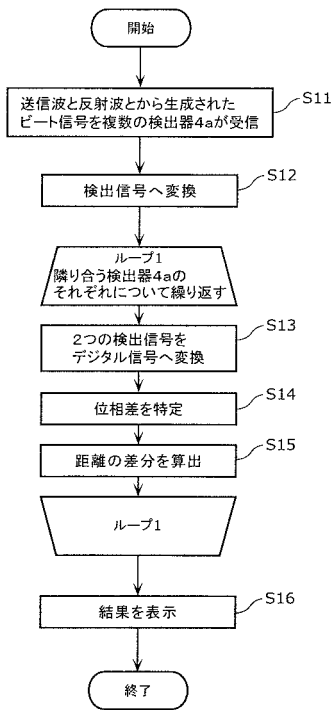 開始
送信波と反射波とから生成された
ビート信号を複数の検出器4aが受信
S11
検出信号へ変換
S12
ループ1
隣り合う検出器4aの
それぞれについて繰り返す
2つの検出信号を
デジタル信号へ変換
S13
位相差を特定
S14
距離の差分を算出
S15
ループ1
結果を表示
S16
終了